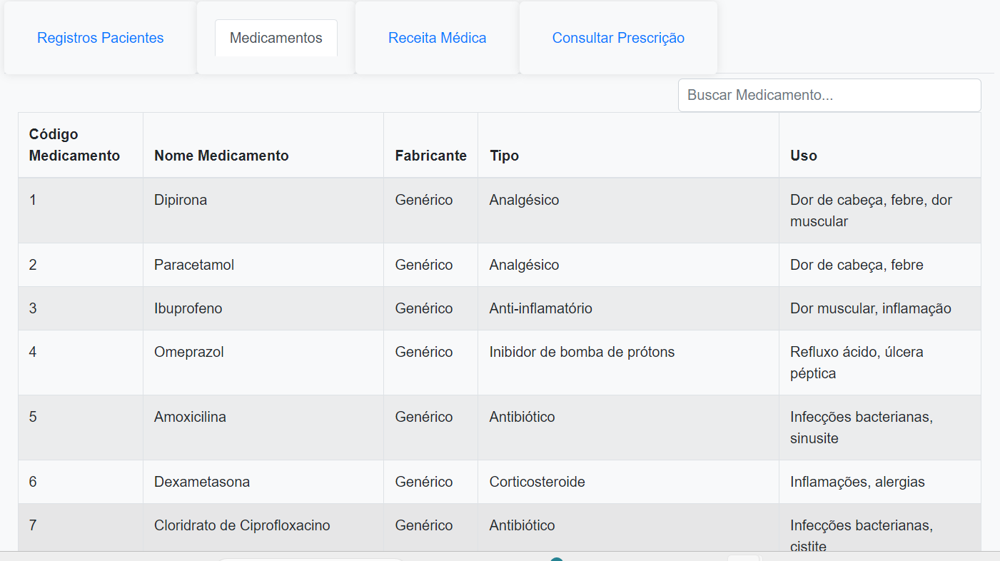 Registros Pacientes Medicamentos Receita Médica Consultar Prescrição
Buscar Medicamento...
Código
Medicamento Nome Medicamento Fabricante Tipo Uso
1 Dipirona Genérico Analgésico Dor de cabeça, febre, dor
muscular
2 Paracetamol Genérico Analgésico Dor de cabeça, febre
3 Ibuprofeno Genérico Anti-inflamatório Dor muscular, inflamação
4 Omeprazol Genérico Inibidor de bomba de prótons Refluxo ácido, úlcera
péptica
5 Amoxicilina Genérico Antibiótico Infecções bacterianas,
sinusite
6 Dexametasona Genérico Corticosteroide Inflamações, alergias
7 Cloridrato de Ciprofloxacino Genérico Antibiótico Infecções bacterianas,
cistite